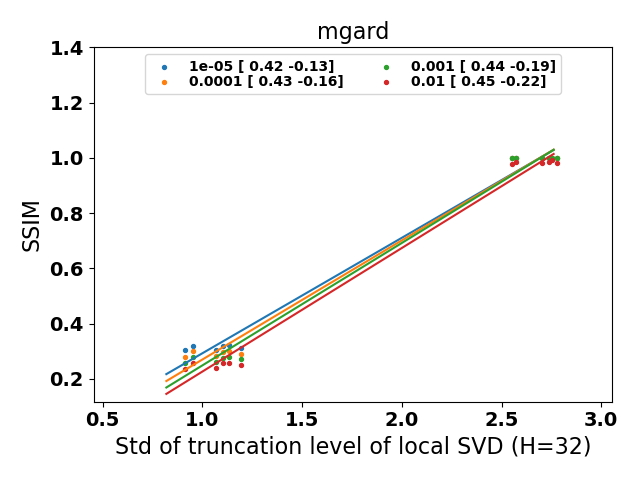 mgard
1e-05 [ 0.42 -0.13]
0.0001 [ 0.43 -0.16]
0.001 [ 0.44 -0.19]
0.01 [ 0.45 -0.22]
1.4
1.2
1.0
0.8
0.6
0.4
0.2
SSIM
0.5 1.0 1.5 2.0 2.5 3.0
Std of truncation level of local SVD (H=32)